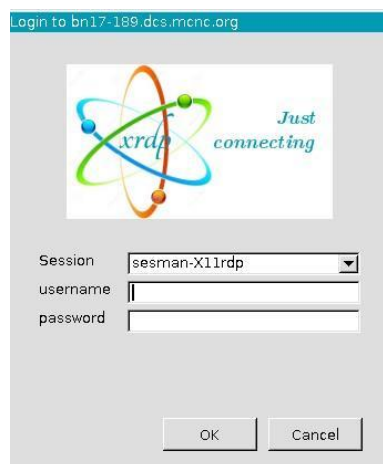 Login to bn17-189.dcs.mcnc.org
Just
xrdp connecting
Session sesman-X11rdp
username
password
OK Cancel